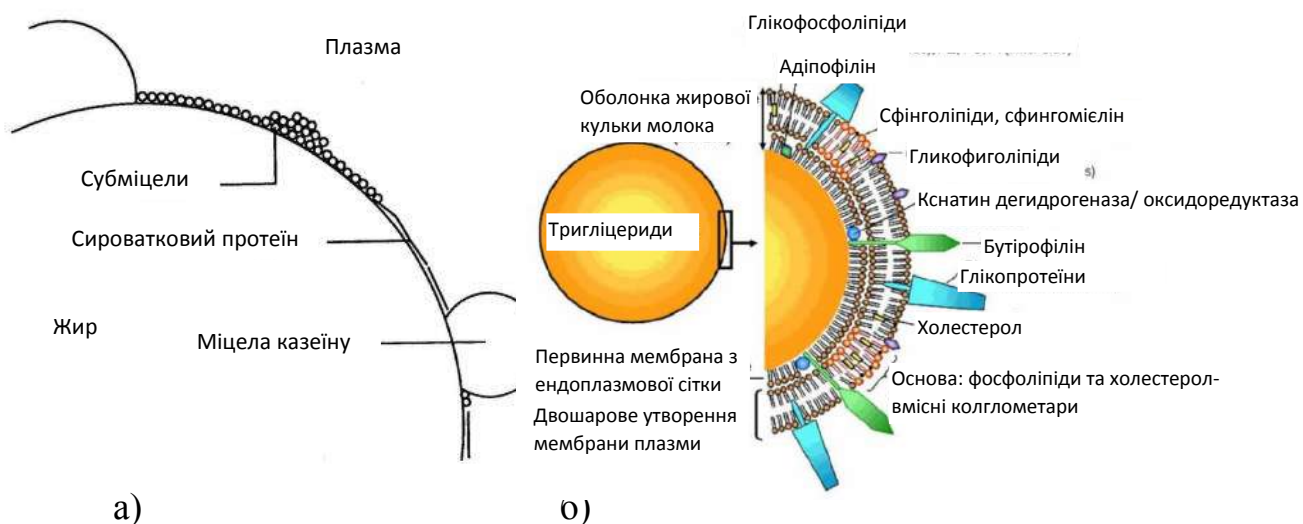 Плазма
Субміцели
Сироватковий протеїн
Жир
Міцела казеїну
а)
Глікофосфоліпіди
Адіпофілін
Оболонка жирової
кульки молока
Сфінголіпіди, сфингомієлін
Гликофиголіпіди
s)
Кснатин дегидрогеназа/ оксидоредуктаза
Тригліцериди
Бутірофілін
Глікопротеїни
Холестерол
Первинна мембрана з
ендоплазмової сітки
Двошарове утворення
мембрани плазми
Основа: фосфоліпіди та холестерол-
вмісні колглометари
б)